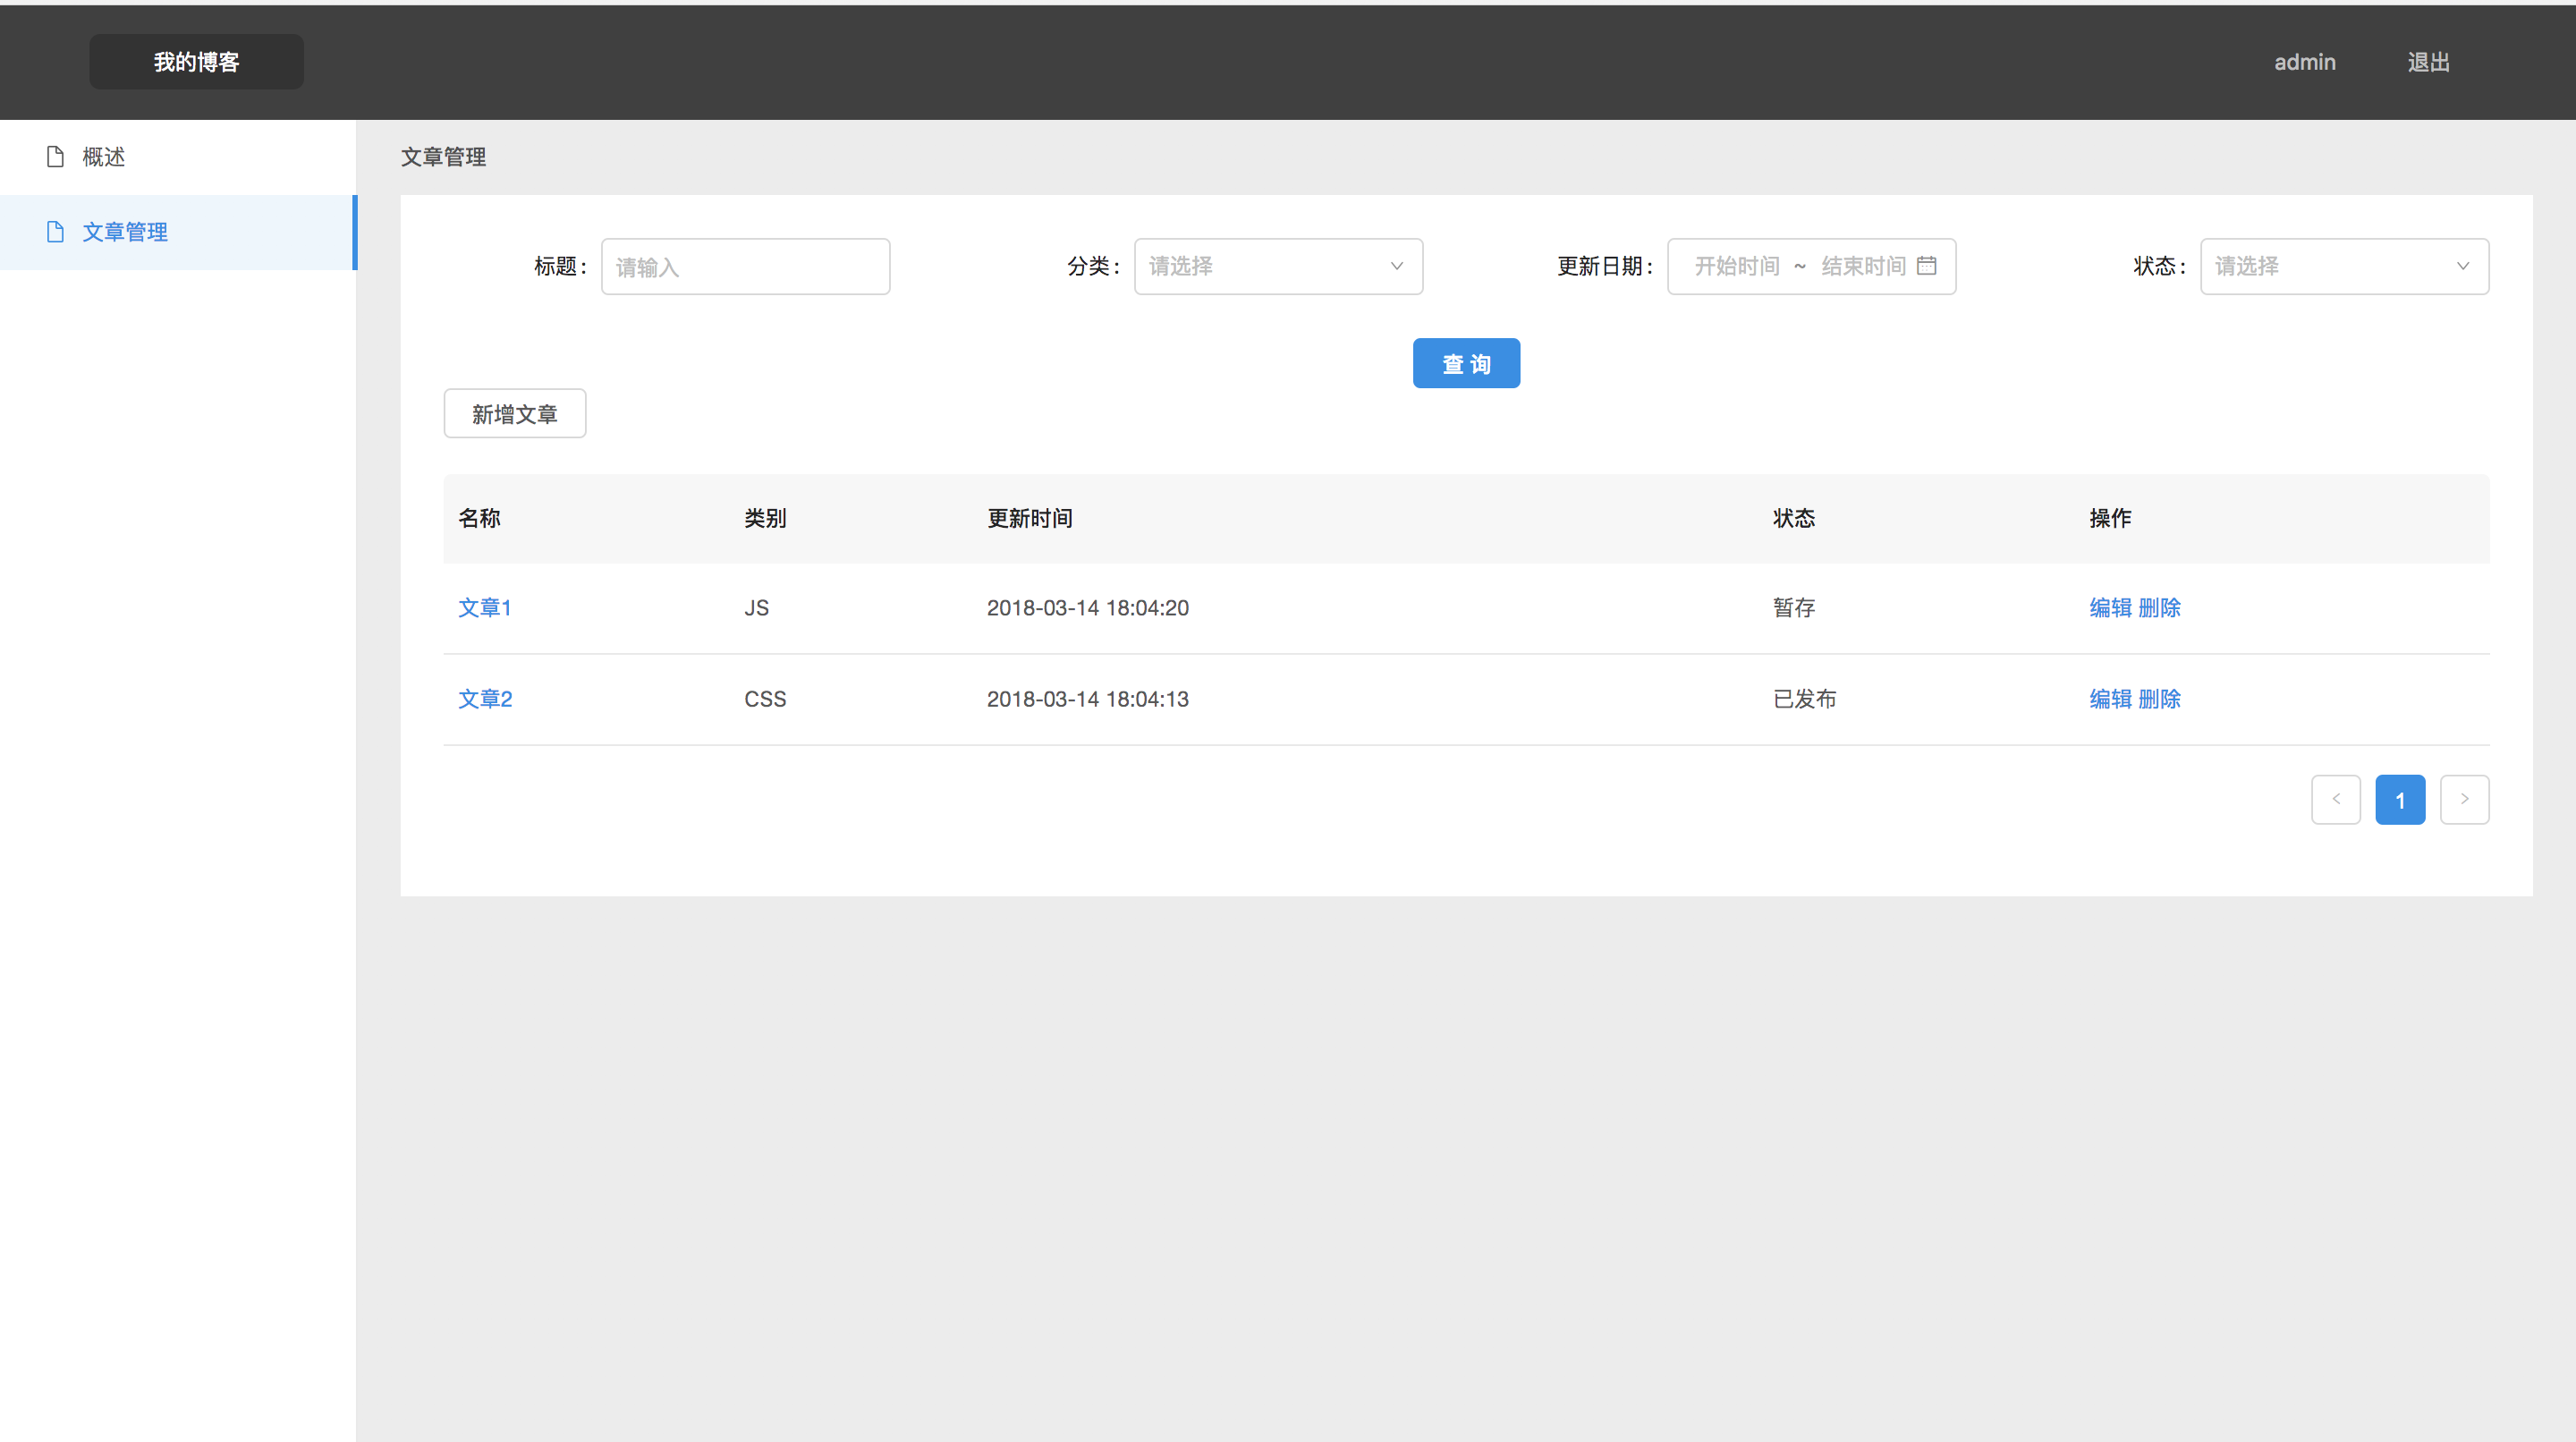 我的博客 admin 退出
概述 文章管理
文章管理
标题： 请输入 分类： 请选择 更新日期： 开始时间 ~ 结束时间 状态： 请选择
查 询
新增文章
名称 类别 更新时间 状态 操作
文章1 JS 2018-03-14 18:04:20 暂存 编辑 删除
文章2 CSS 2018-03-14 18:04:13 已发布 编辑 删除
< 1 >